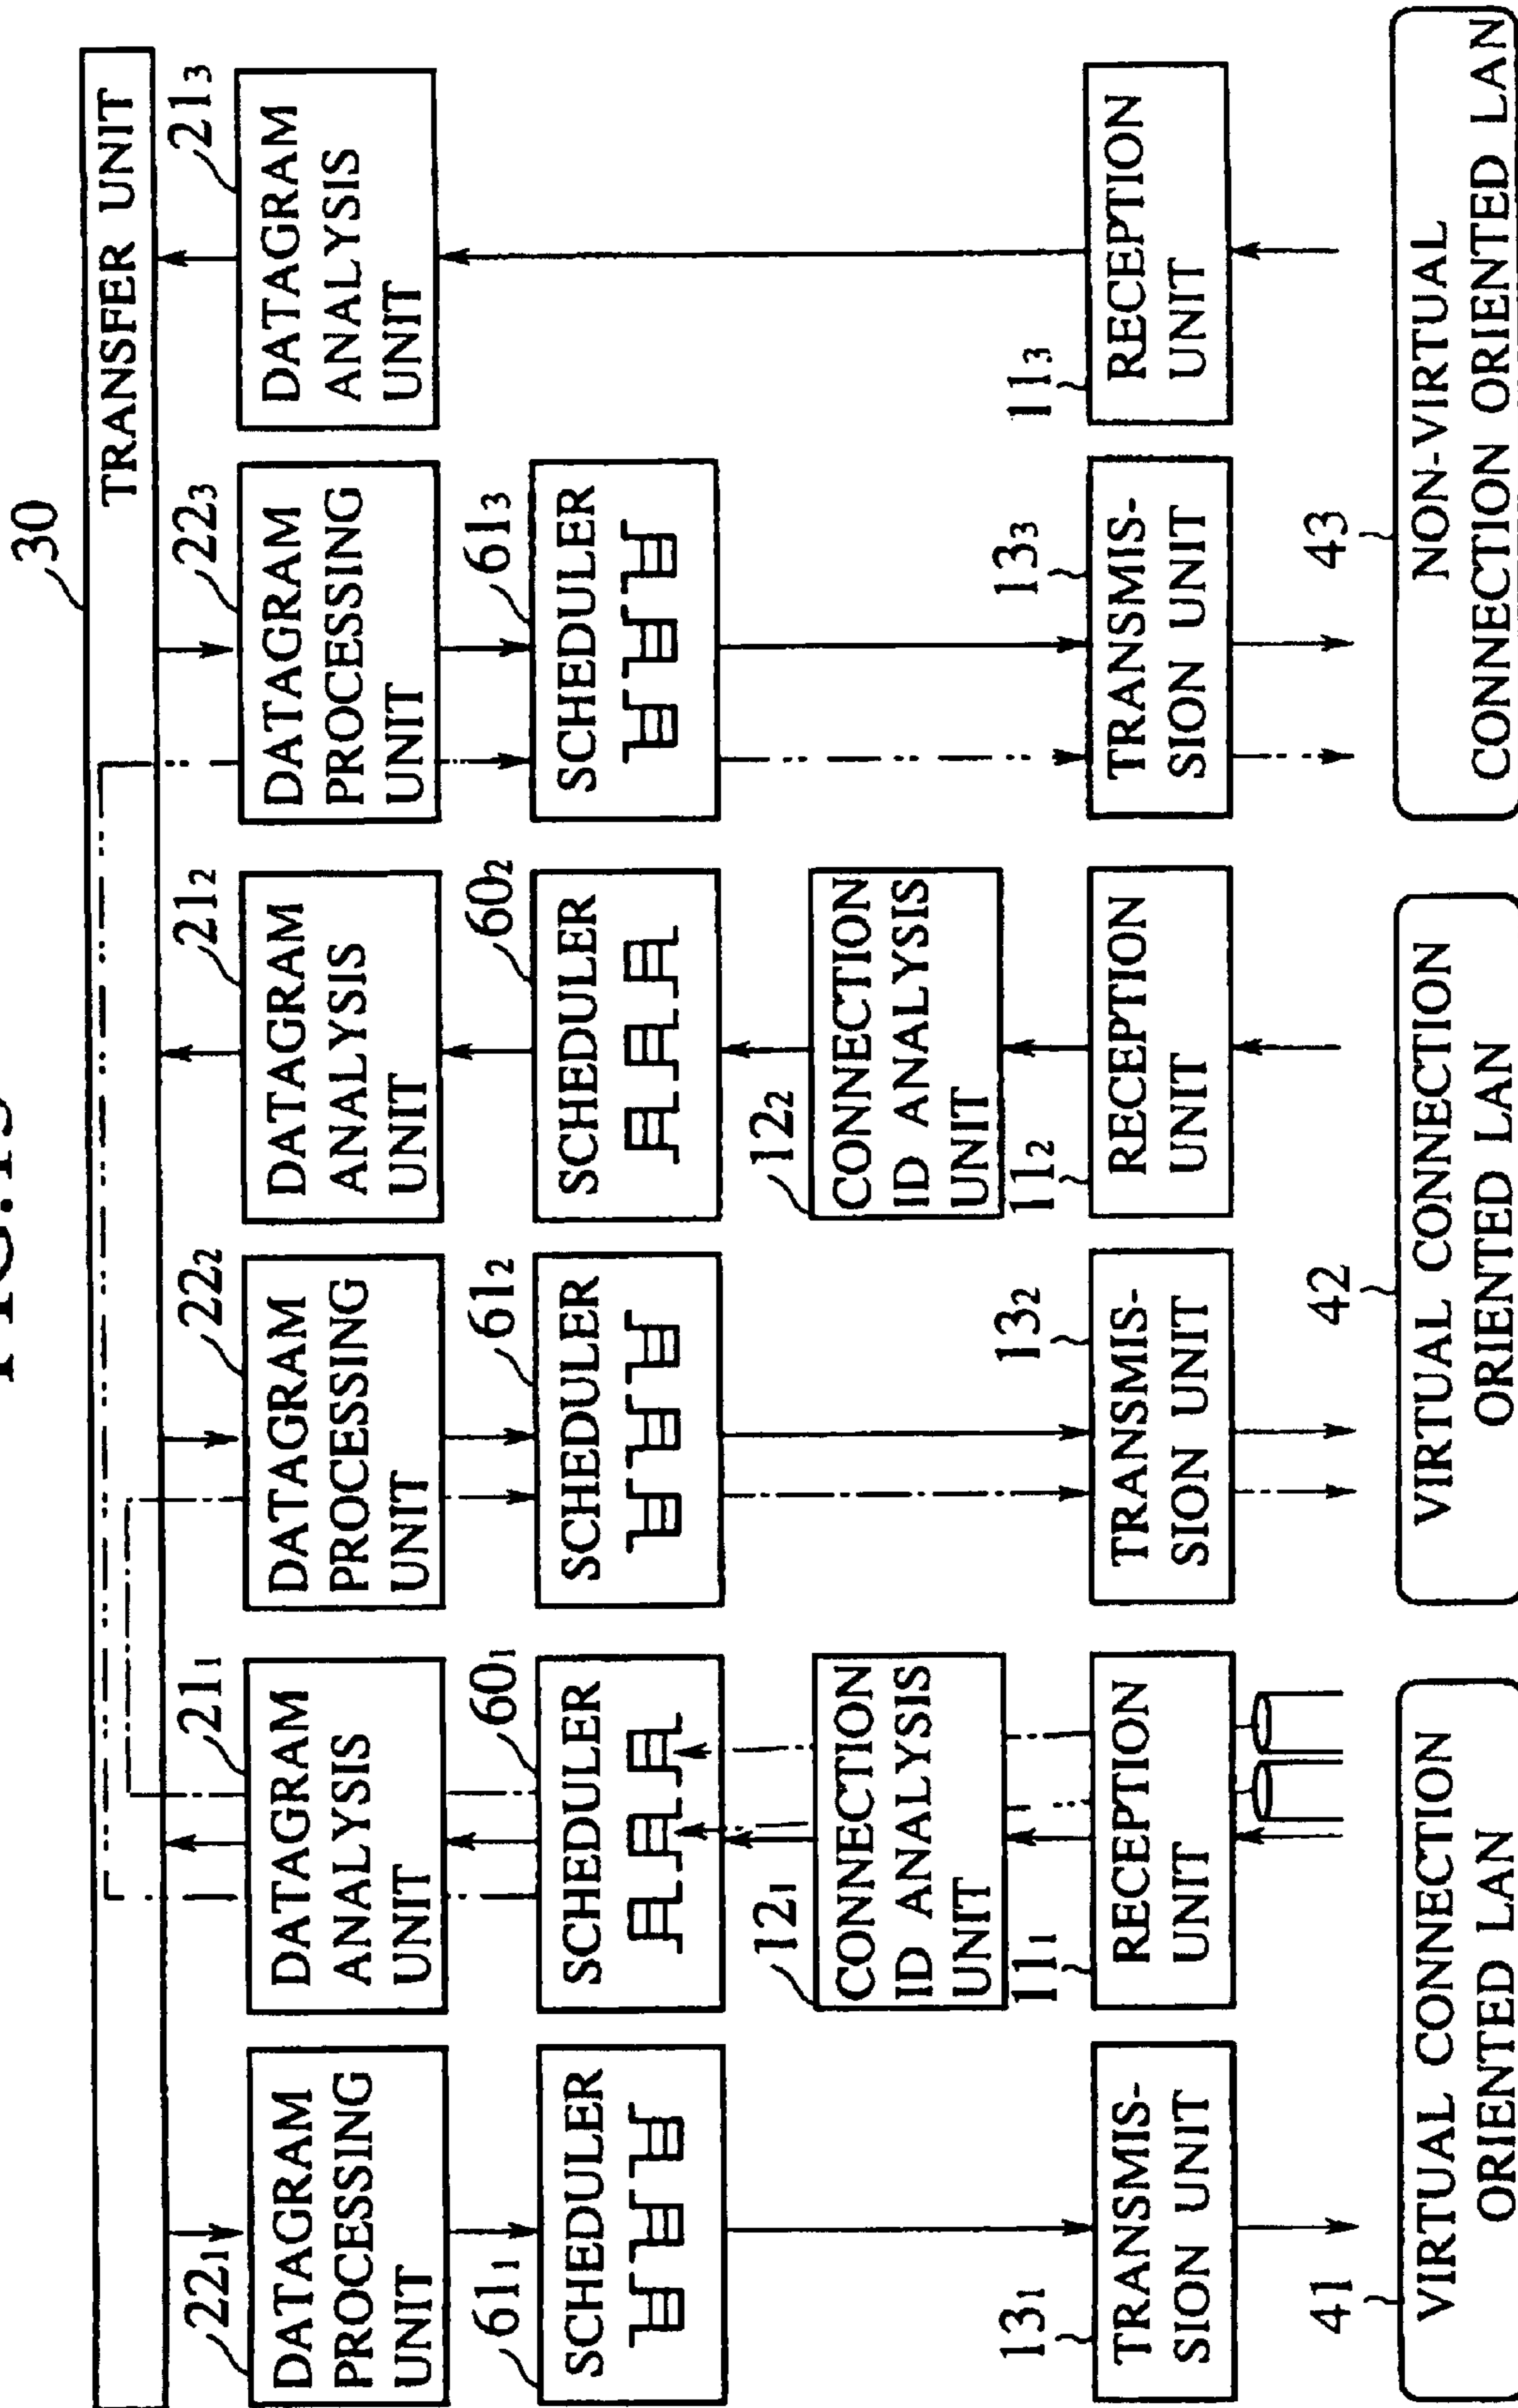 30
TRANSFER UNIT
22₁
21₁
22₂
21₂
22₃
21₃
DATAGRAM
PROCESSING
UNIT
DATAGRAM
ANALYSIS
UNIT
DATAGRAM
PROCESSING
UNIT
DATAGRAM
ANALYSIS
UNIT
DATAGRAM
PROCESSING
UNIT
DATAGRAM
ANALYSIS
UNIT
61₁
60₁
61₂
60₂
61₃
SCHEDULER
SCHEDULER
SCHEDULER
SCHEDULER
SCHEDULER
12₁
12₂
CONNECTION
ID ANALYSIS
UNIT
CONNECTION
ID ANALYSIS
UNIT
13₁
11₁
13₂
11₂
13₃
11₃
TRANSMIS-
SION UNIT
RECEPTION
UNIT
TRANSMIS-
SION UNIT
RECEPTION
UNIT
TRANSMIS-
SION UNIT
RECEPTION
UNIT
41
42
43
VIRTUAL CONNECTION
ORIENTED LAN
VIRTUAL CONNECTION
ORIENTED LAN
NON-VIRTUAL
CONNECTION ORIENTED LAN